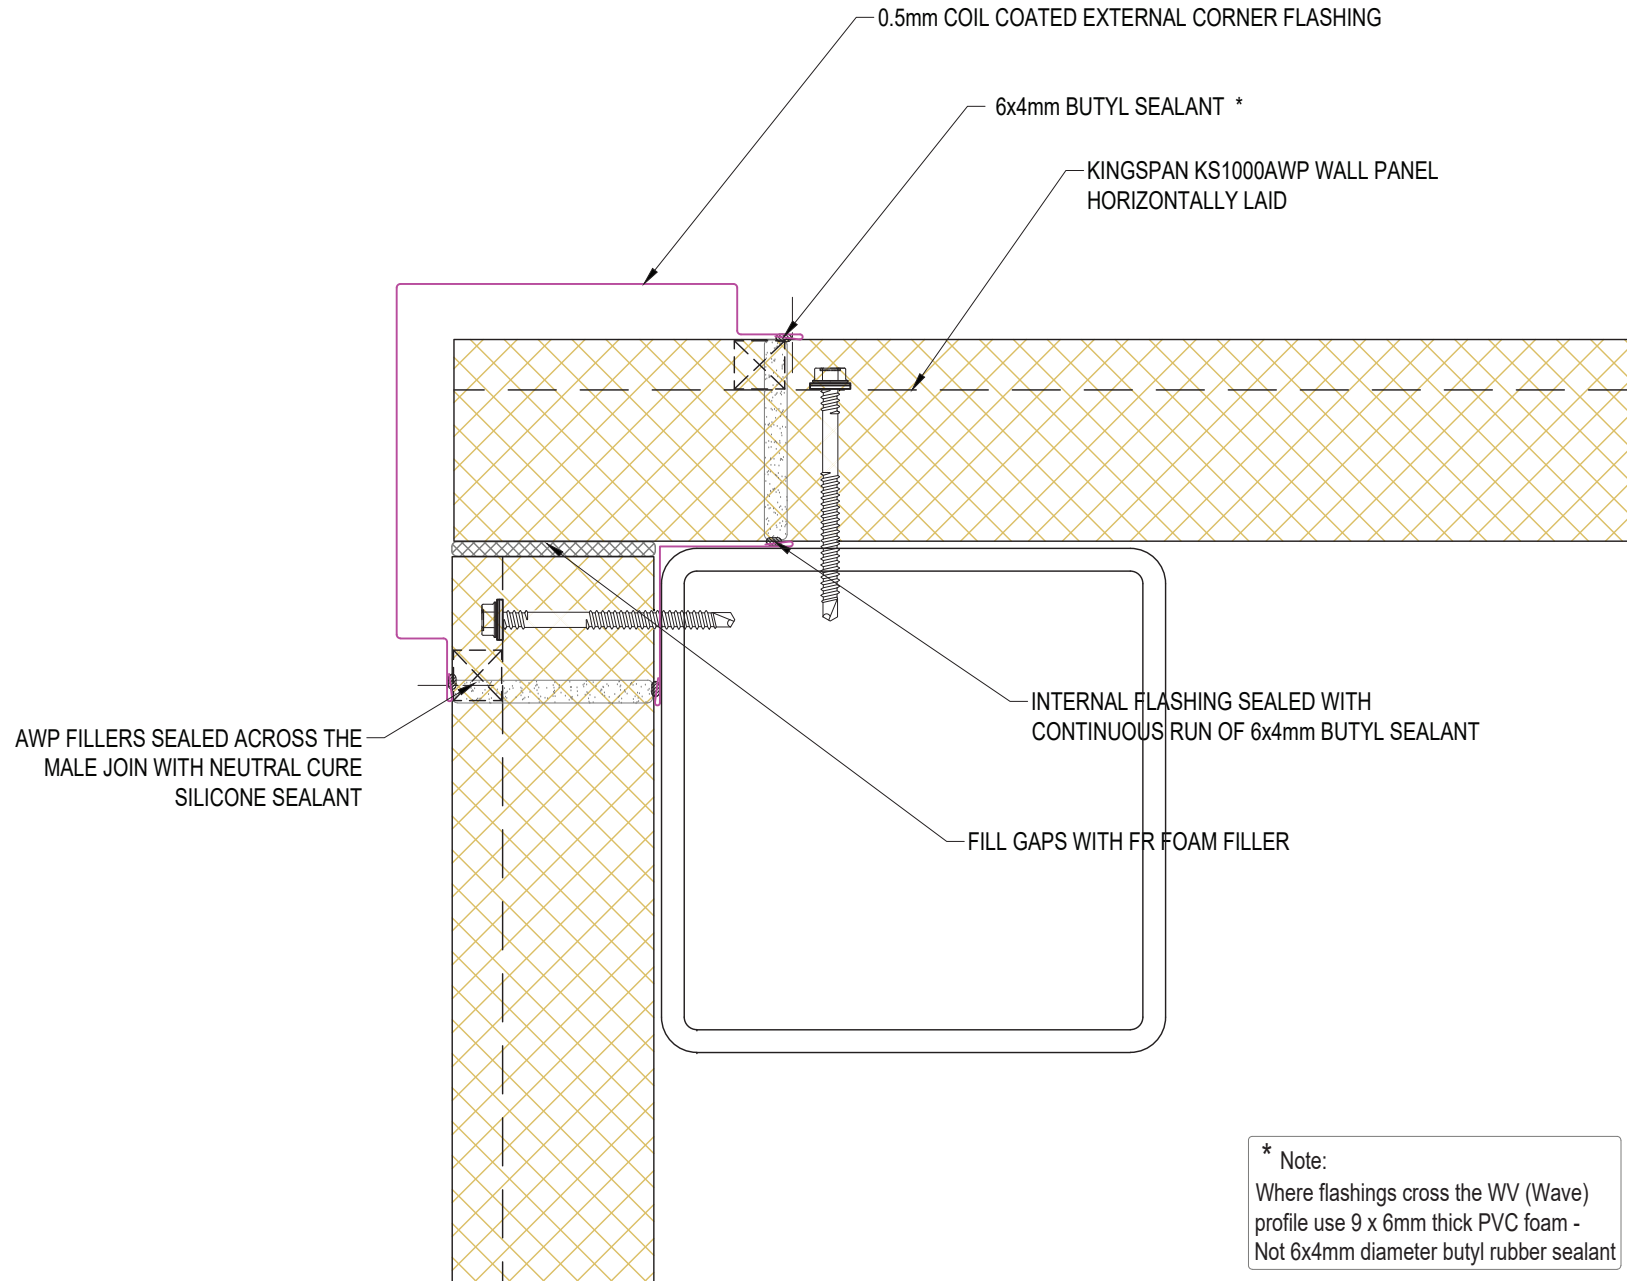 0.5mm COIL COATED EXTERNAL CORNER FLASHING
6x4mm BUTYL SEALANT *
KINGSPAN KS1000AWP WALL PANEL
HORIZONTALLY LAID
INTERNAL FLASHING SEALED WITH
CONTINUOUS RUN OF 6x4mm BUTYL SEALANT
AWP FILLERS SEALED ACROSS THE
MALE JOIN WITH NEUTRAL CURE
SILICONE SEALANT
FILL GAPS WITH FR FOAM FILLER
* Note:
Where flashings cross the WV (Wave)
profile use 9 x 6mm thick PVC foam -
Not 6x4mm diameter butyl rubber sealant